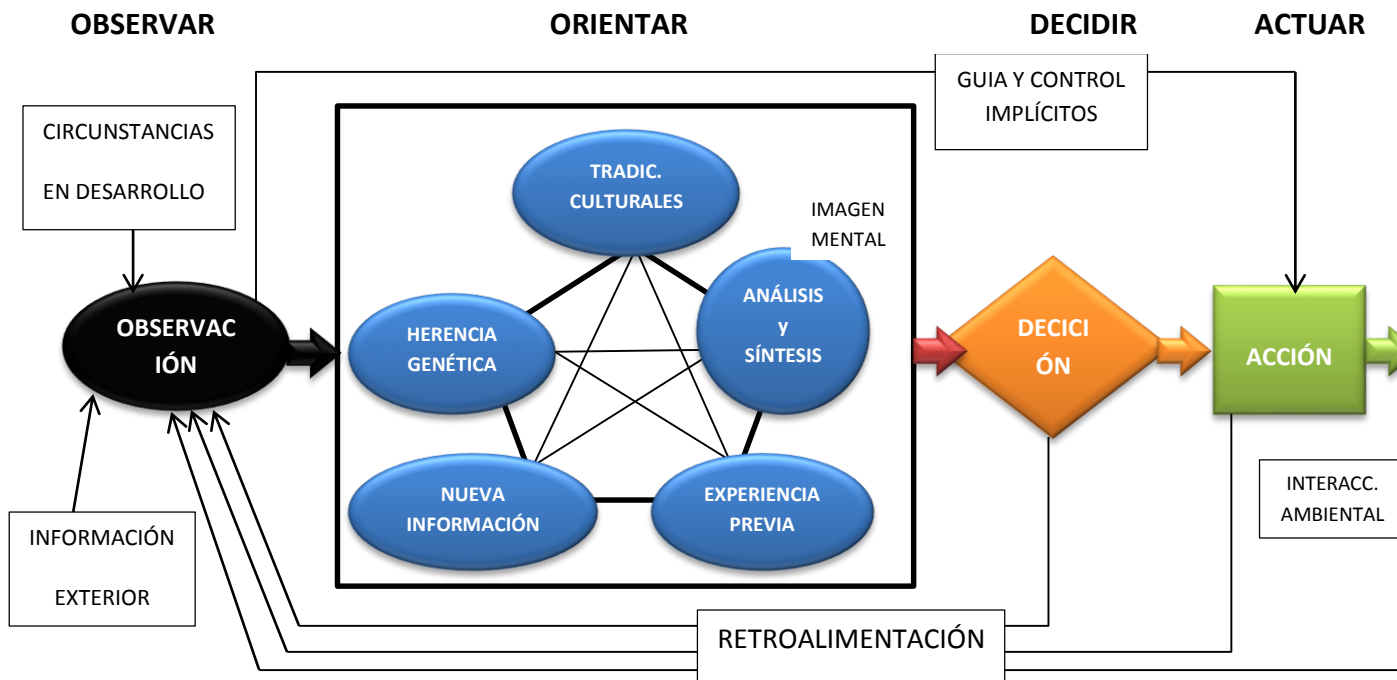 OBSERVAR
ORIENTAR
DECIDIR
ACTUAR
CIRCUNSTANCIAS
EN DESARROLLO
GUIA Y CONTROL
IMPLÍCITOS
TRADIC.
CULTURALES
IMAGEN
MENTAL
OBSERVAC
IÓN
HERENCIA
GENÉTICA
ANÁLISIS
y
SÍNTESIS
DECICI
ÓN
ACCIÓN
NUEVA
INFORMACIÓN
EXPERIENCIA
PREVIA
INTERACC.
AMBIENTAL
INFORMACIÓN
EXTERIOR
RETROALIMENTACIÓN